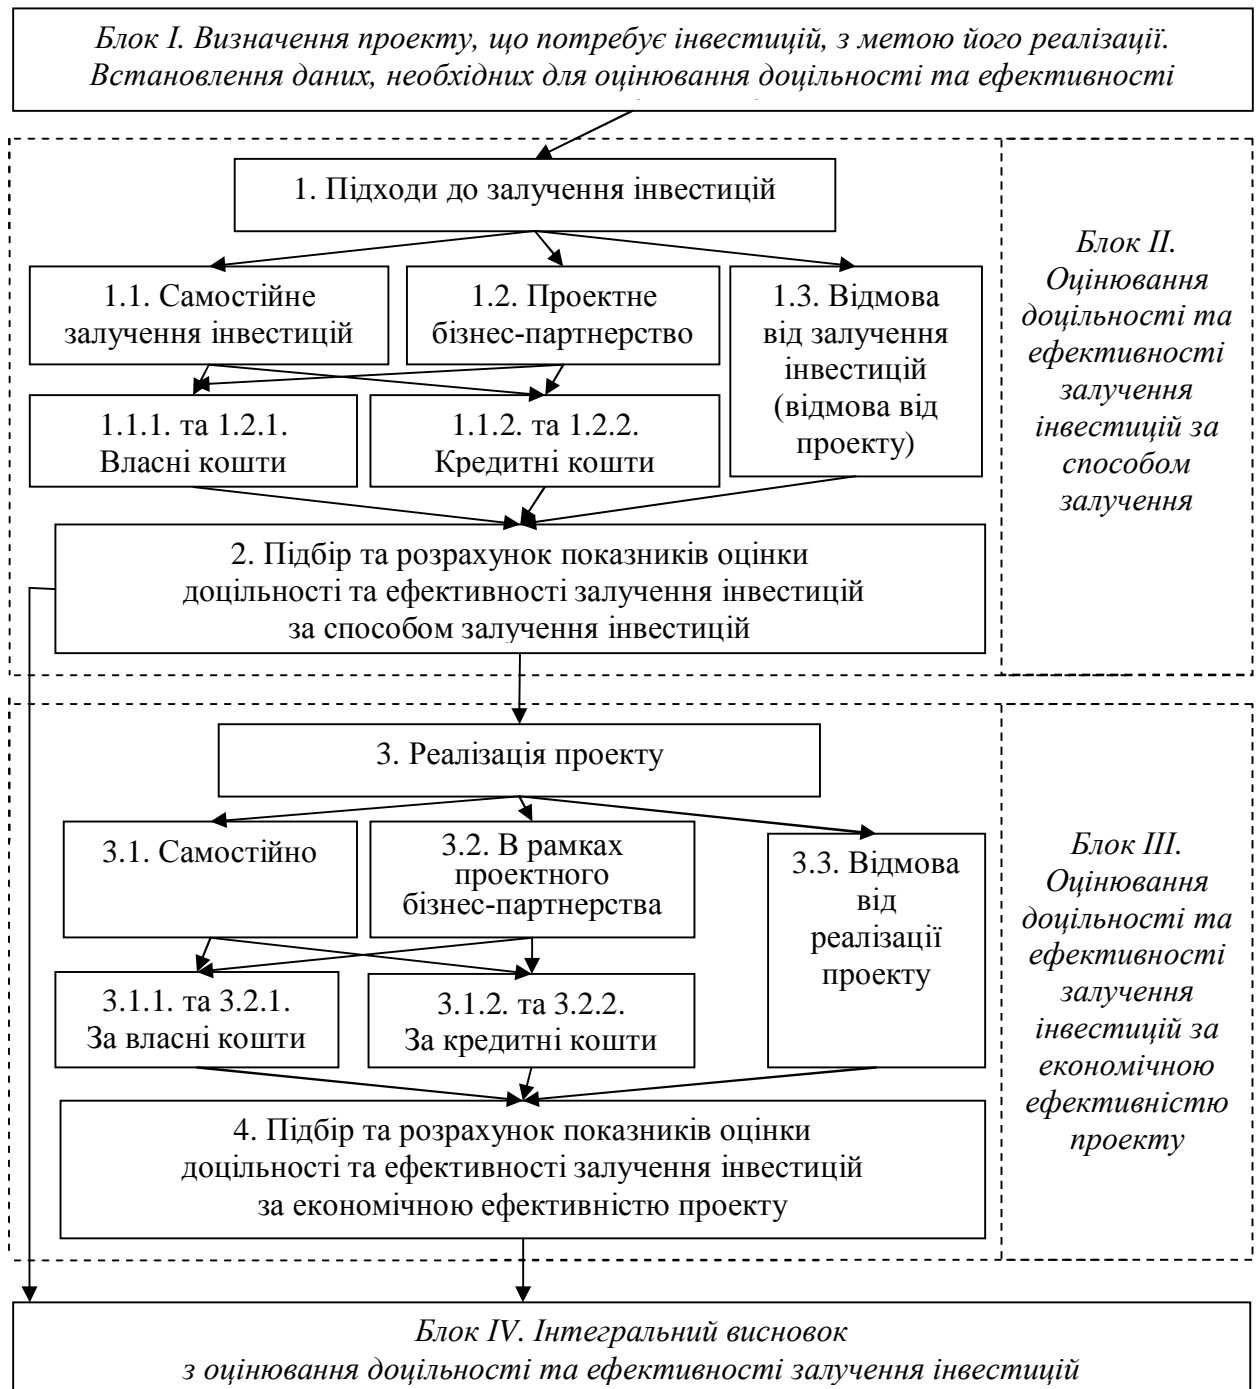 Блок I. Визначення проекту, що потребує інвестицій, з метою його реалізації.
Встановлення даних, необхідних для оцінювання доцільності та ефективності
1. Підходи до залучення інвестицій
1.1. Самостійне
залучення інвестицій
1.2. Проектне
бізнес-партнерство
1.3. Відмова
від залучення
інвестицій
(відмова від
проекту)
1.1.1. та 1.2.1.
Власні кошти
1.1.2. та 1.2.2.
Кредитні кошти
2. Підбір та розрахунок показників оцінки
доцільності та ефективності залучення інвестицій
за способом залучення інвестицій
Блок II.
Оцінювання
доцільності та
ефективності
залучення
інвестицій за
способом
залучення
3. Реалізація проекту
3.1. Самостійно
3.2. В рамках
проектного
бізнес-партнерства
3.3. Відмова
від
реалізації
проекту
3.1.1. та 3.2.1.
За власні кошти
3.1.2. та 3.2.2.
За кредитні кошти
4. Підбір та розрахунок показників оцінки
доцільності та ефективності залучення інвестицій
за економічною ефективністю проекту
Блок III.
Оцінювання
доцільності та
ефективності
залучення
інвестицій за
економічною
ефективністю
проекту
Блок IV. Інтегральний висновок
з оцінювання доцільності та ефективності залучення інвестицій